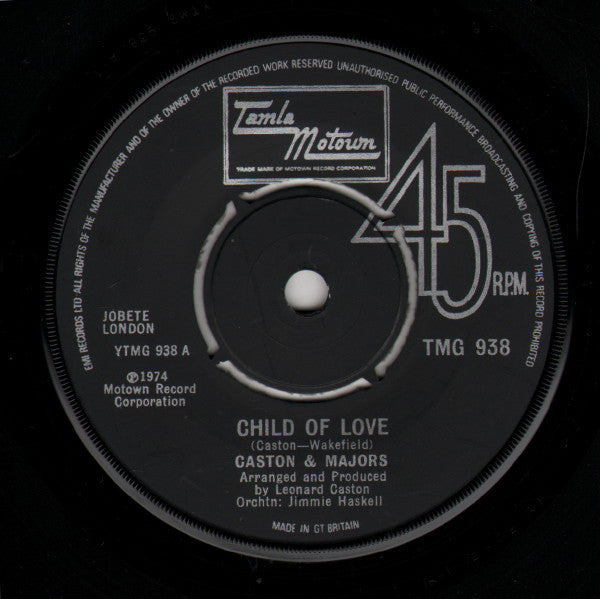 EMI RECORDS LTD ALL RIGHTS OF THE MANUFACTURER AND OF THE OWNER OF THE RECORDED WORK RESERVED UNAUTHORISED PUBLIC PERFORMANCE BROADCASTING AND COPYING OF THIS RECORD PROHIBITED
Tamla
Motown
TRADE MARK OF MOTOWN RECORD CORPORATION
45
R.P.M.
JOBETE
LONDON
YTMG 938 A
TMG 938
℗1974
Motown Record
Corporation
CHILD OF LOVE
(Caston—Wakefield)
CASTON & MAJORS
Arranged and Produced
by Leonard Caston
Orchtn: Jimmie Haskell
MADE IN GT BRITAIN